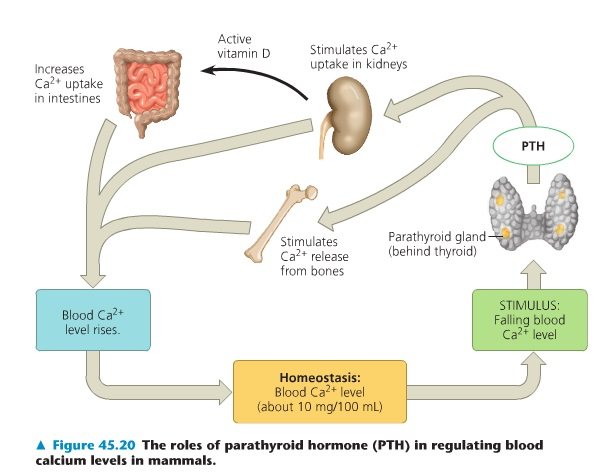 Active
vitamin D
Stimulates Ca²⁺
uptake in kidneys
Increases
Ca²⁺ uptake
in intestines
PTH
Parathyroid gland
(behind thyroid)
Stimulates
Ca²⁺ release
from bones
Blood Ca²⁺
level rises.
STIMULUS:
Falling blood
Ca²⁺ level
Homeostasis:
Blood Ca²⁺ level
(about 10 mg/100 mL)
▲ Figure 45.20 The roles of parathyroid hormone (PTH) in regulating blood
calcium levels in mammals.